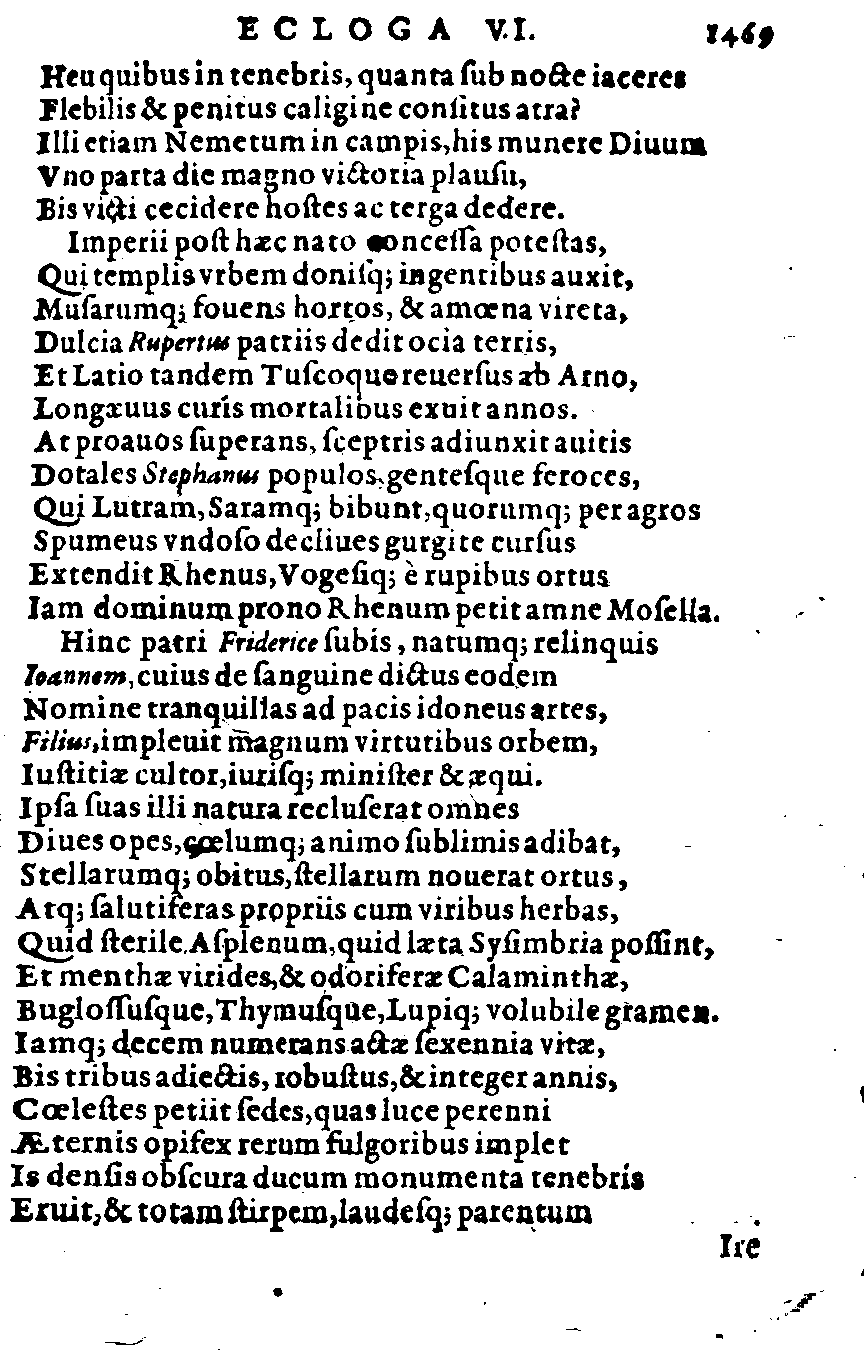 ECLOGA VI. 1469
Heu quibus in tenebris, quanta ſub nocte iaceres
Flebilis & penitus caligine conſitus atra?
Illi etiam Nemetum in campis, his munere Diuum
Vno parta die magno victoria plauſu,
Bis victi cecidere hoſtes ac terga dedere.
Imperii poſt hæc nato conceſſa poteſtas,
Qui templis vrbem doniſq; ingentibus auxit,
Muſarumq; fouens hortos, & amœna vireta,
Dulcia Rupertus patriis dedit ocia terris,
Et Latio tandem Tuſcoque reuerſus ab Arno,
Longæuus curis mortalibus exuit annos.
At proauos ſuperans, ſceptris adiunxit auitis
Dotales Stephanus populos, genteſque feroces,
Qui Lutram, Saramq; bibunt, quorumq; per agros
Spumeus vndoſo decliues gurgite curſus
Extendit Rhenus, Vogeſiq; è rupibus ortus
Iam dominum prono Rhenum petit amne Moſella.
Hinc patri Friderice ſubis, natumq; relinquis
Ioannem, cuius de ſanguine dictus eodem
Nomine tranquillas ad pacis idoneus artes,
Filius, impleuit magnum virtutibus orbem,
Iuſtitiæ cultor, iuriſq; miniſter & æqui.
Ipſa ſuas illi natura recluſerat omnes
Diues opes, cœlumq; animo ſublimis adibat,
Stellarumq; obitus, ſtellarum nouerat ortus,
Atq; ſalutiferas propriis cum viribus herbas,
Quid ſterile Aſplenum, quid læta Syſimbria poſſint,
Et menthæ virides, & odoriferæ Calaminthæ,
Bugloſſuſque, Thymuſque, Lupiq; volubile gramen.
Iamq; decem numerans actæ ſexennia vitæ,
Bis tribus adiectis, robuſtus, & integer annis,
Cœleſtes petiit ſedes, quas luce perenni
Æternis opifex rerum fulgoribus implet
Is denſis obſcura ducum monumenta tenebris
Eruit, & totam ſtirpem, laudeſq; parentum
Ire